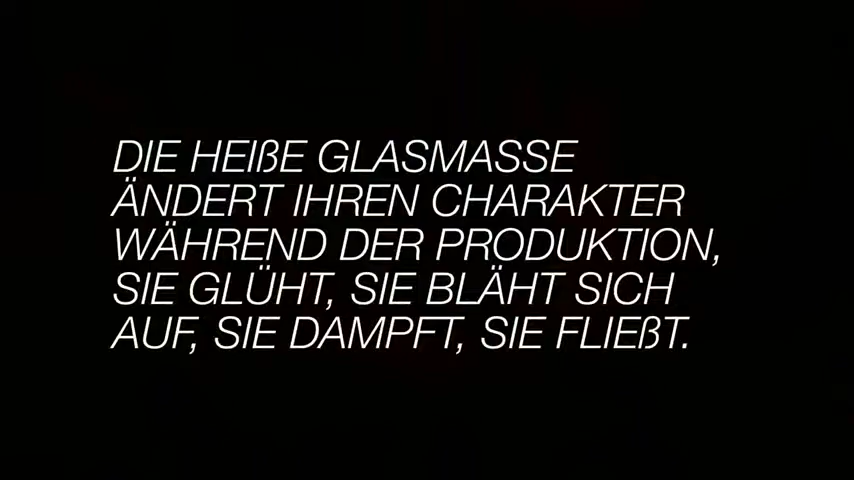 DIE HEIßE GLASMASSE
ÄNDERT IHREN CHARAKTER
WÄHREND DER PRODUKTION,
SIE GLÜHT, SIE BLÄHT SICH
AUF, SIE DAMPFT, SIE FLIEßT.